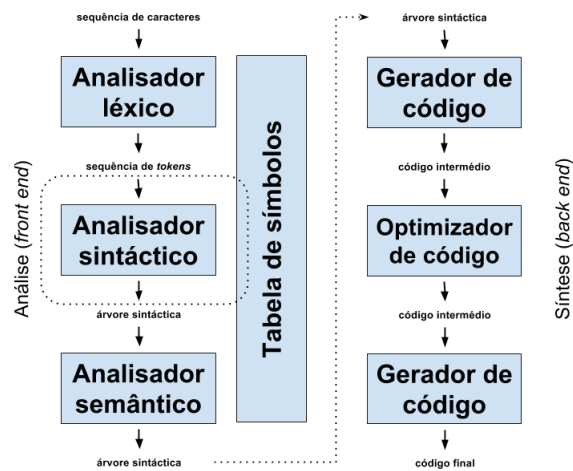 Análise (front end)
sequência de caracteres
Analisador
léxico
sequência de tokens
Analisador
sintáctico
árvore sintáctica
Analisador
semântico
árvore sintáctica
Tabela de símbolos
árvore sintáctica
Gerador de
código
código intermédio
Optimizador
de código
código intermédio
Gerador de
código
código final
Síntese (back end)